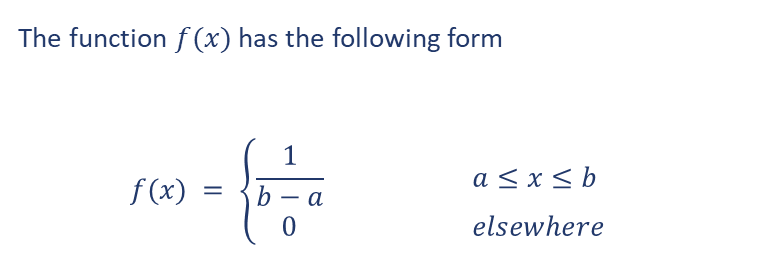 The function f(x) has the following form
f(x) = { 1/(b − a)    a ≤ x ≤ b
0    elsewhere